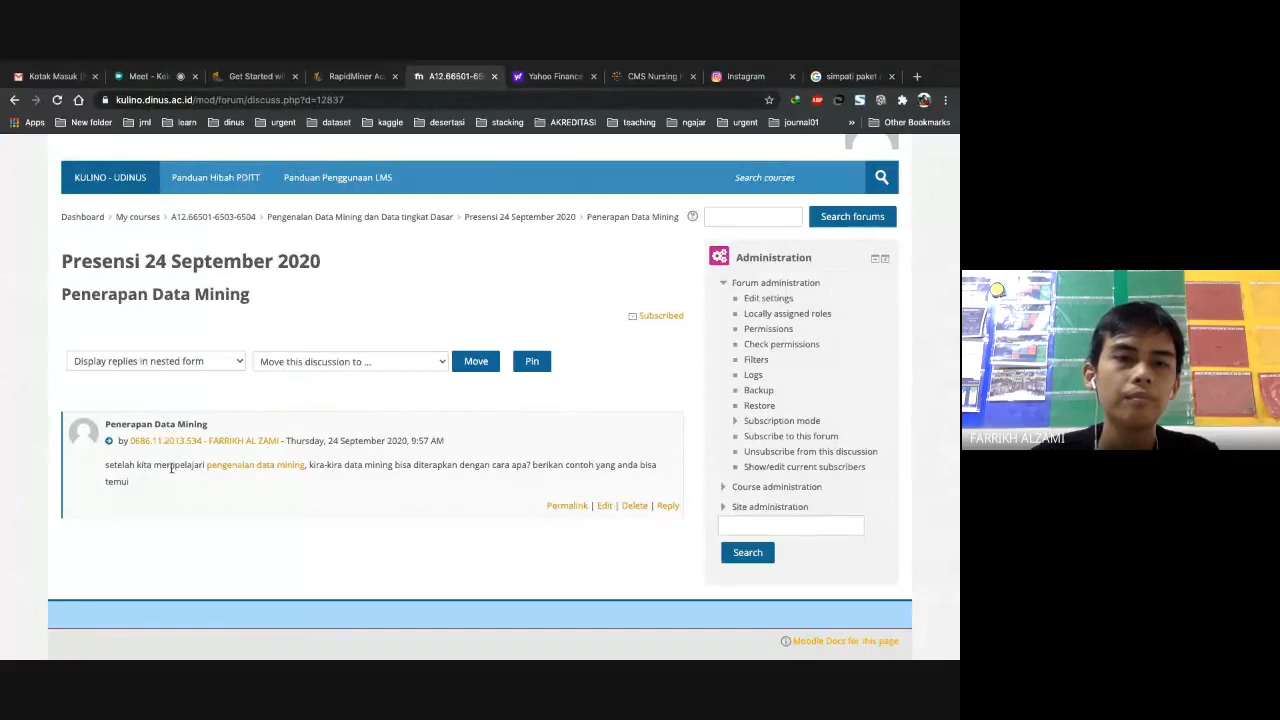 Kotak Masuk (
Meet - Kel
Get Started wi
RapidMiner Ac
A12.66501-65
Yahoo Finance
CMS Nursing
Instagram
simpati paket
kulino.dinus.ac.id/mod/forum/discuss.php?d=12837
Apps New folder jrnl learn dinus urgent dataset kaggle desertasi stacking AKREDITASI teaching ngajar urgent journal01 » Other Bookmarks
KULINO - UDINUS Panduan Hibah PDITT Panduan Penggunaan LMS Search courses
Dashboard › My courses › A12.66501-6503-6504 › Pengenalan Data Mining dan Data tingkat Dasar › Presensi 24 September 2020 › Penerapan Data Mining
Search forums
Presensi 24 September 2020
Penerapan Data Mining
Subscribed
Display replies in nested form
Move this discussion to ...
Move
Pin
Penerapan Data Mining
by 0686.11.2013.534 - FARRIKH AL ZAMI - Thursday, 24 September 2020, 9:57 AM
setelah kita mempelajari pengenalan data mining, kira-kira data mining bisa diterapkan dengan cara apa? berikan contoh yang anda bisa
temui
Permalink | Edit | Delete | Reply
Administration
Forum administration
Edit settings
Locally assigned roles
Permissions
Check permissions
Filters
Logs
Backup
Restore
Subscription mode
Subscribe to this forum
Unsubscribe from this discussion
Show/edit current subscribers
Course administration
Site administration
Search
Moodle Docs for this page
FARRIKH ALZAMI